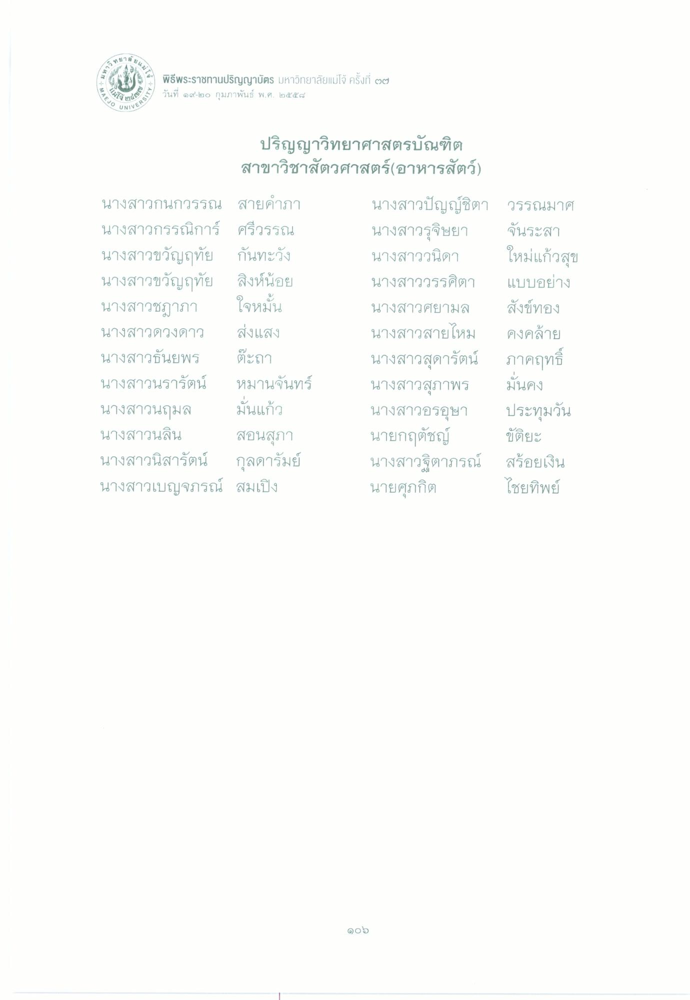 มหาวิทยาลัยแม่โจ้
แม่โจ้ ๒๔๗๗
MAEJO UNIVERSITY
พิธีพระราชทานปริญญาบัตร มหาวิทยาลัยแม่โจ้ ครั้งที่ ๓๗
วันที่ ๑๙-๒๐ กุมภาพันธ์ พ.ศ. ๒๕๕๘
ปริญญาวิทยาศาสตรบัณฑิต
สาขาวิชาสัตวศาสตร์(อาหารสัตว์)
นางสาวกนกวรรณ สายคำภา
นางสาวกรรณิการ์ ศรีวรรณ
นางสาวขวัญฤทัย กันทะวัง
นางสาวขวัญฤทัย สิงห์น้อย
นางสาวชฎาภา ใจหมั้น
นางสาวดวงดาว ส่งแสง
นางสาวธันยพร ต๊ะถา
นางสาวนรารัตน์ หมานจันทร์
นางสาวนฤมล มั่นแก้ว
นางสาวนลิน สอนสุภา
นางสาวนิสารัตน์ กุลดารัมย์
นางสาวเบญจภรณ์ สมเปิง
นางสาวปัญญ์ชิตา วรรณมาศ
นางสาวรุจิษยา จันระสา
นางสาววนิดา ใหม่แก้วสุข
นางสาววรรศิตา แบบอย่าง
นางสาวศยามล สังข์ทอง
นางสาวสายไหม คงคล้าย
นางสาวสุดารัตน์ ภาคฤทธิ์
นางสาวสุภาพร มั่นคง
นางสาวอรอุษา ประทุมวัน
นายกฤตัชญ์ ขัติยะ
นางสาวฐิตาภรณ์ สร้อยเงิน
นายศุภกิต ไชยทิพย์
๑๐๖